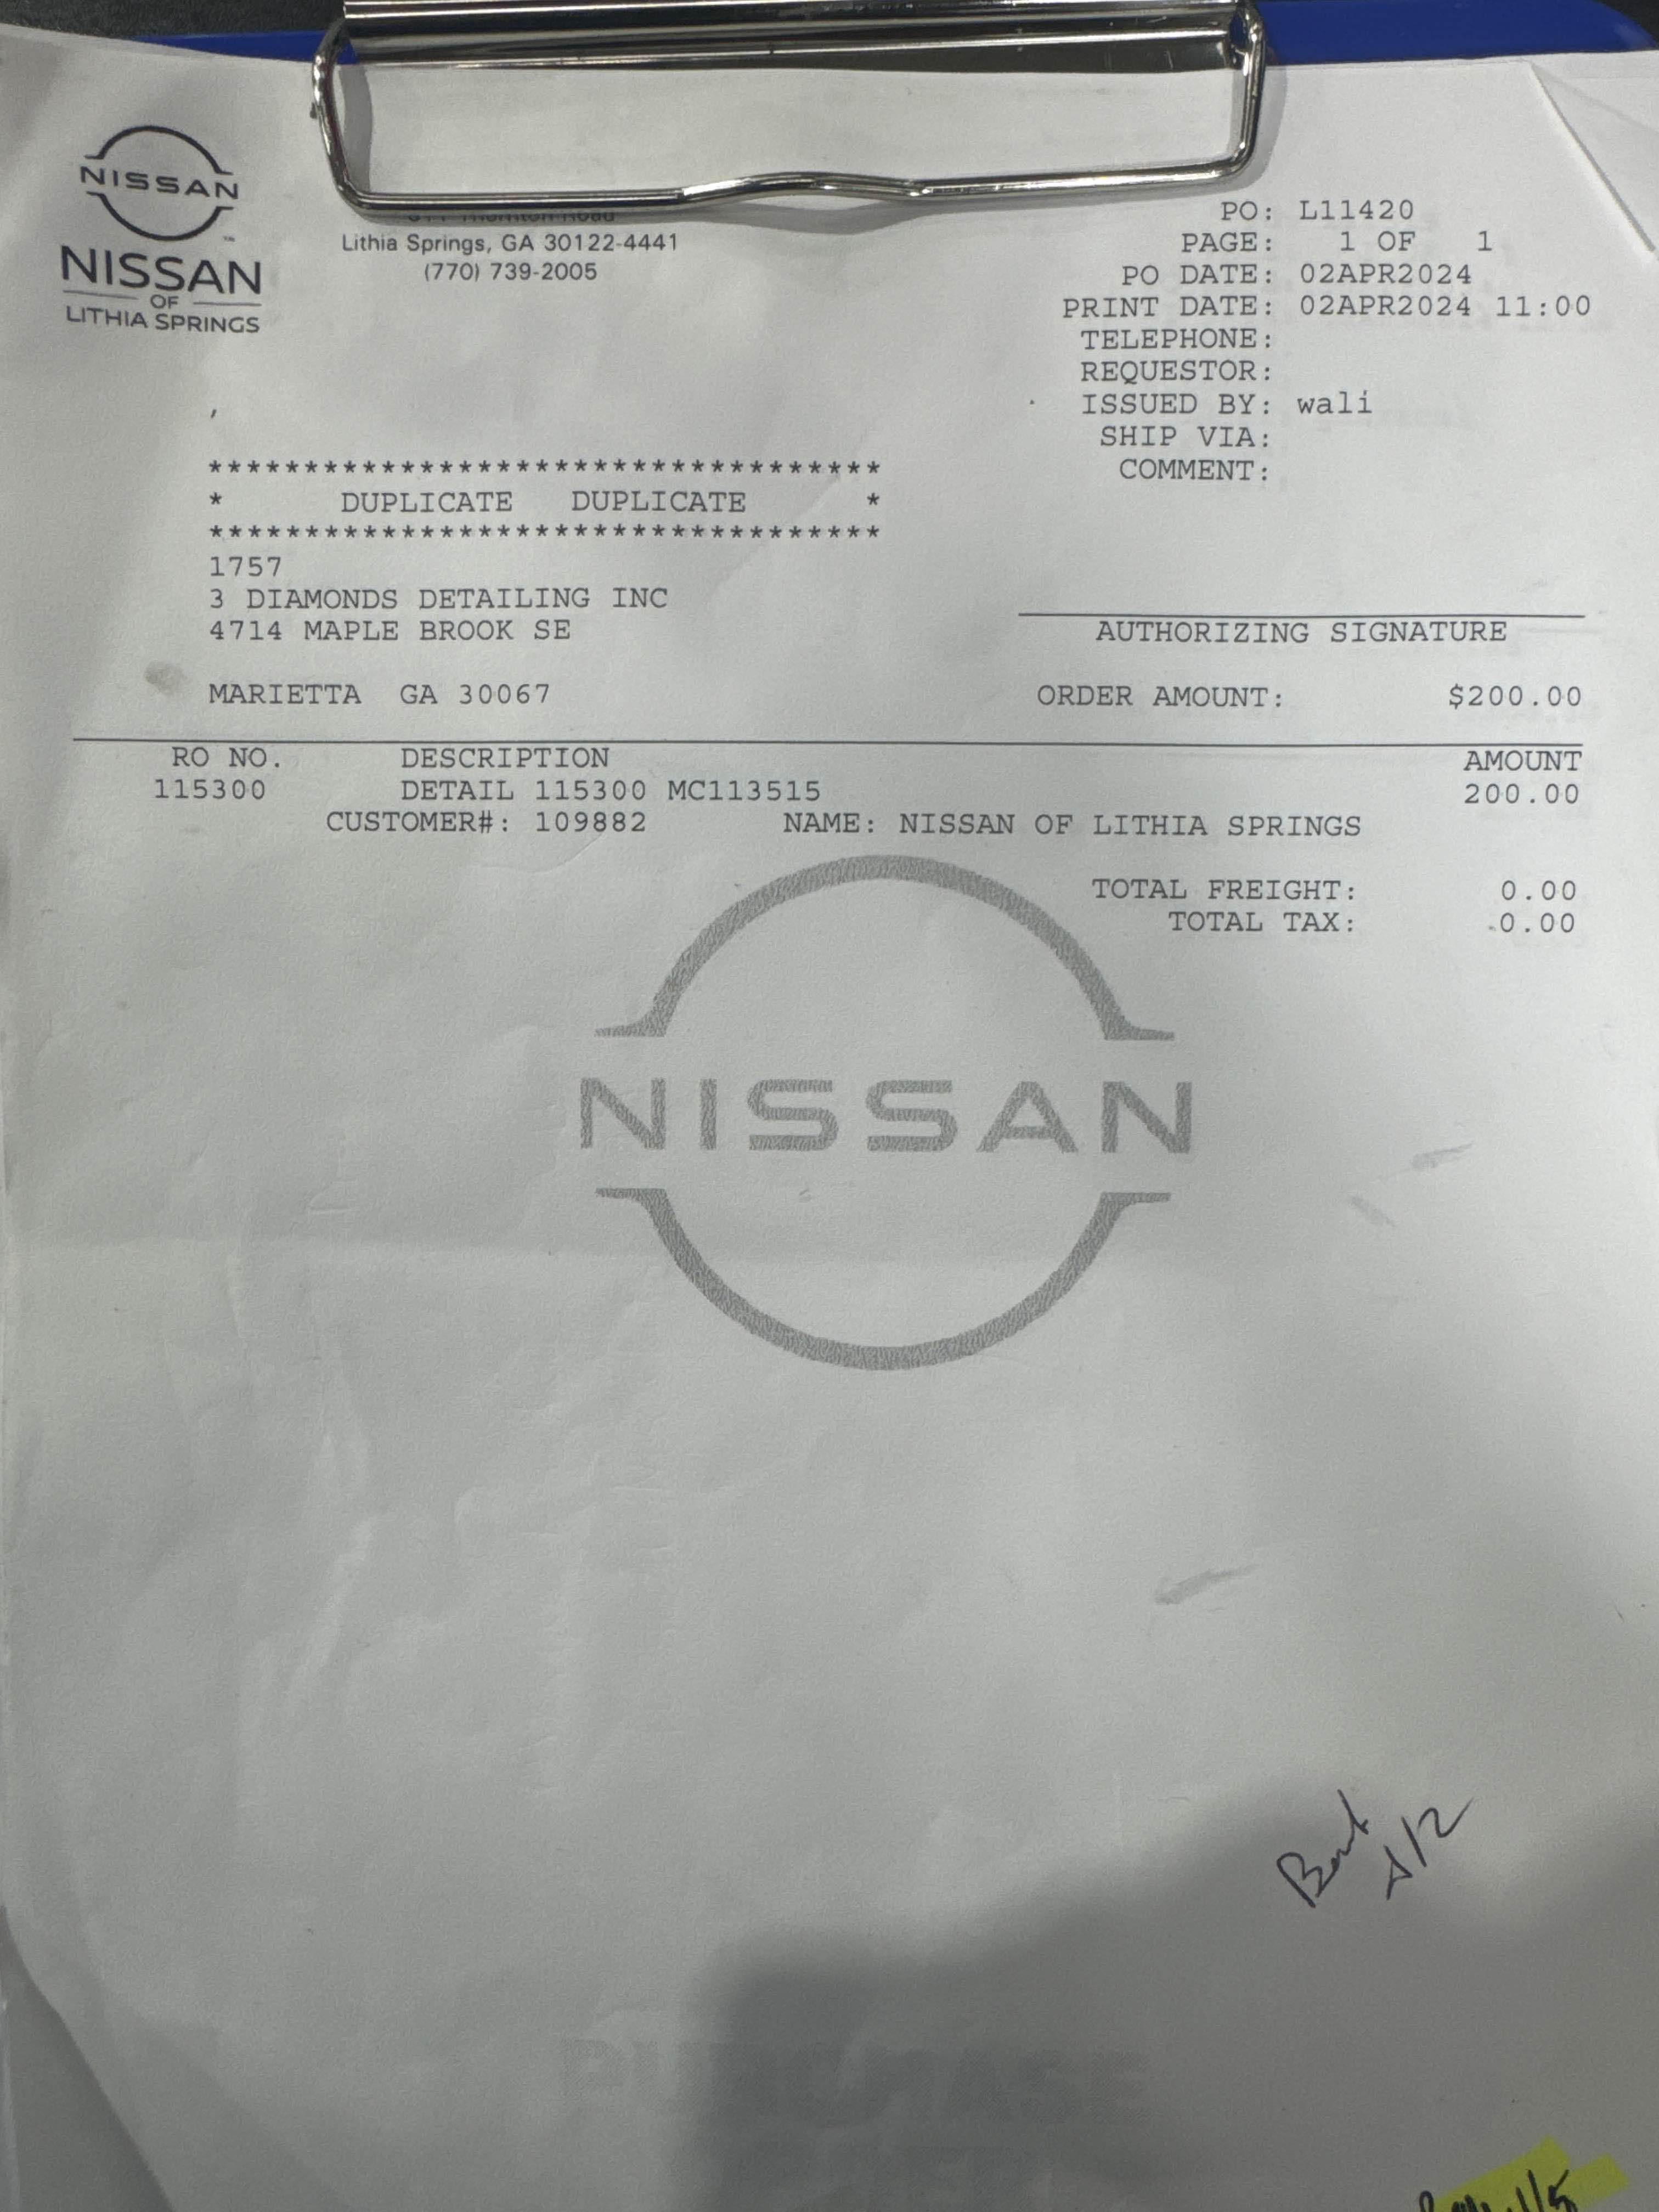 NISSAN
NISSAN
OF
LITHIA SPRINGS
Thornton Road
Lithia Springs, GA 30122-4441
(770) 739-2005
PO: L11420
PAGE: 1 OF 1
PO DATE: 02APR2024
PRINT DATE: 02APR2024 11:00
TELEPHONE:
REQUESTOR:
ISSUED BY: wali
SHIP VIA:
COMMENT:
***********************************
* DUPLICATE DUPLICATE *
***********************************
1757
3 DIAMONDS DETAILING INC
4714 MAPLE BROOK SE
MARIETTA GA 30067
AUTHORIZING SIGNATURE
ORDER AMOUNT: $200.00
RO NO. DESCRIPTION AMOUNT
115300 DETAIL 115300 MC113515 200.00
CUSTOMER#: 109882 NAME: NISSAN OF LITHIA SPRINGS
TOTAL FREIGHT: 0.00
TOTAL TAX: 0.00
NISSAN
PURCHASE